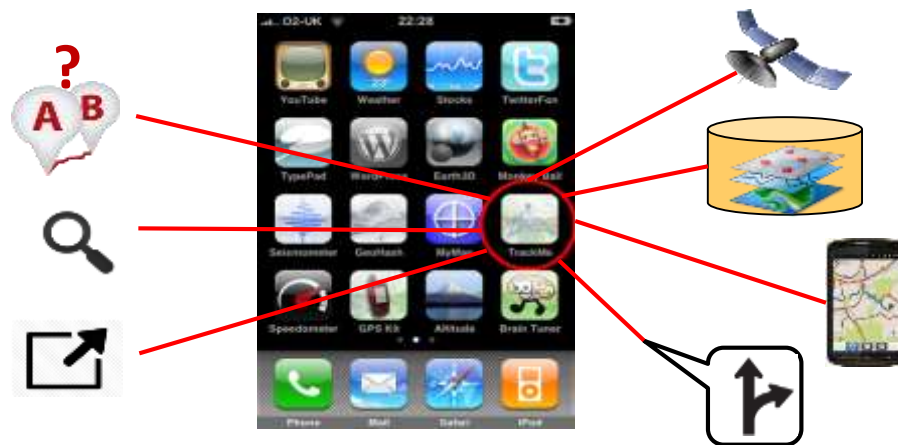 O2-UK 22:28
?
A B
YouTube Weather Stocks TwitterFon
TypePad WordPress Earth3D Monkey Ball
Seismometer GeoHash TrackMe
Speedometer GPS Kit Altitude Brain Tuner
Phone Mail Safari iPod